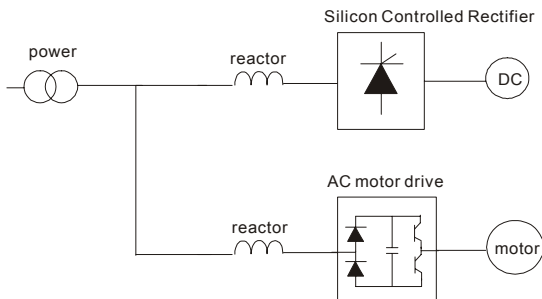 Silicon Controlled Rectifier
power
reactor
DC
AC motor drive
reactor
motor